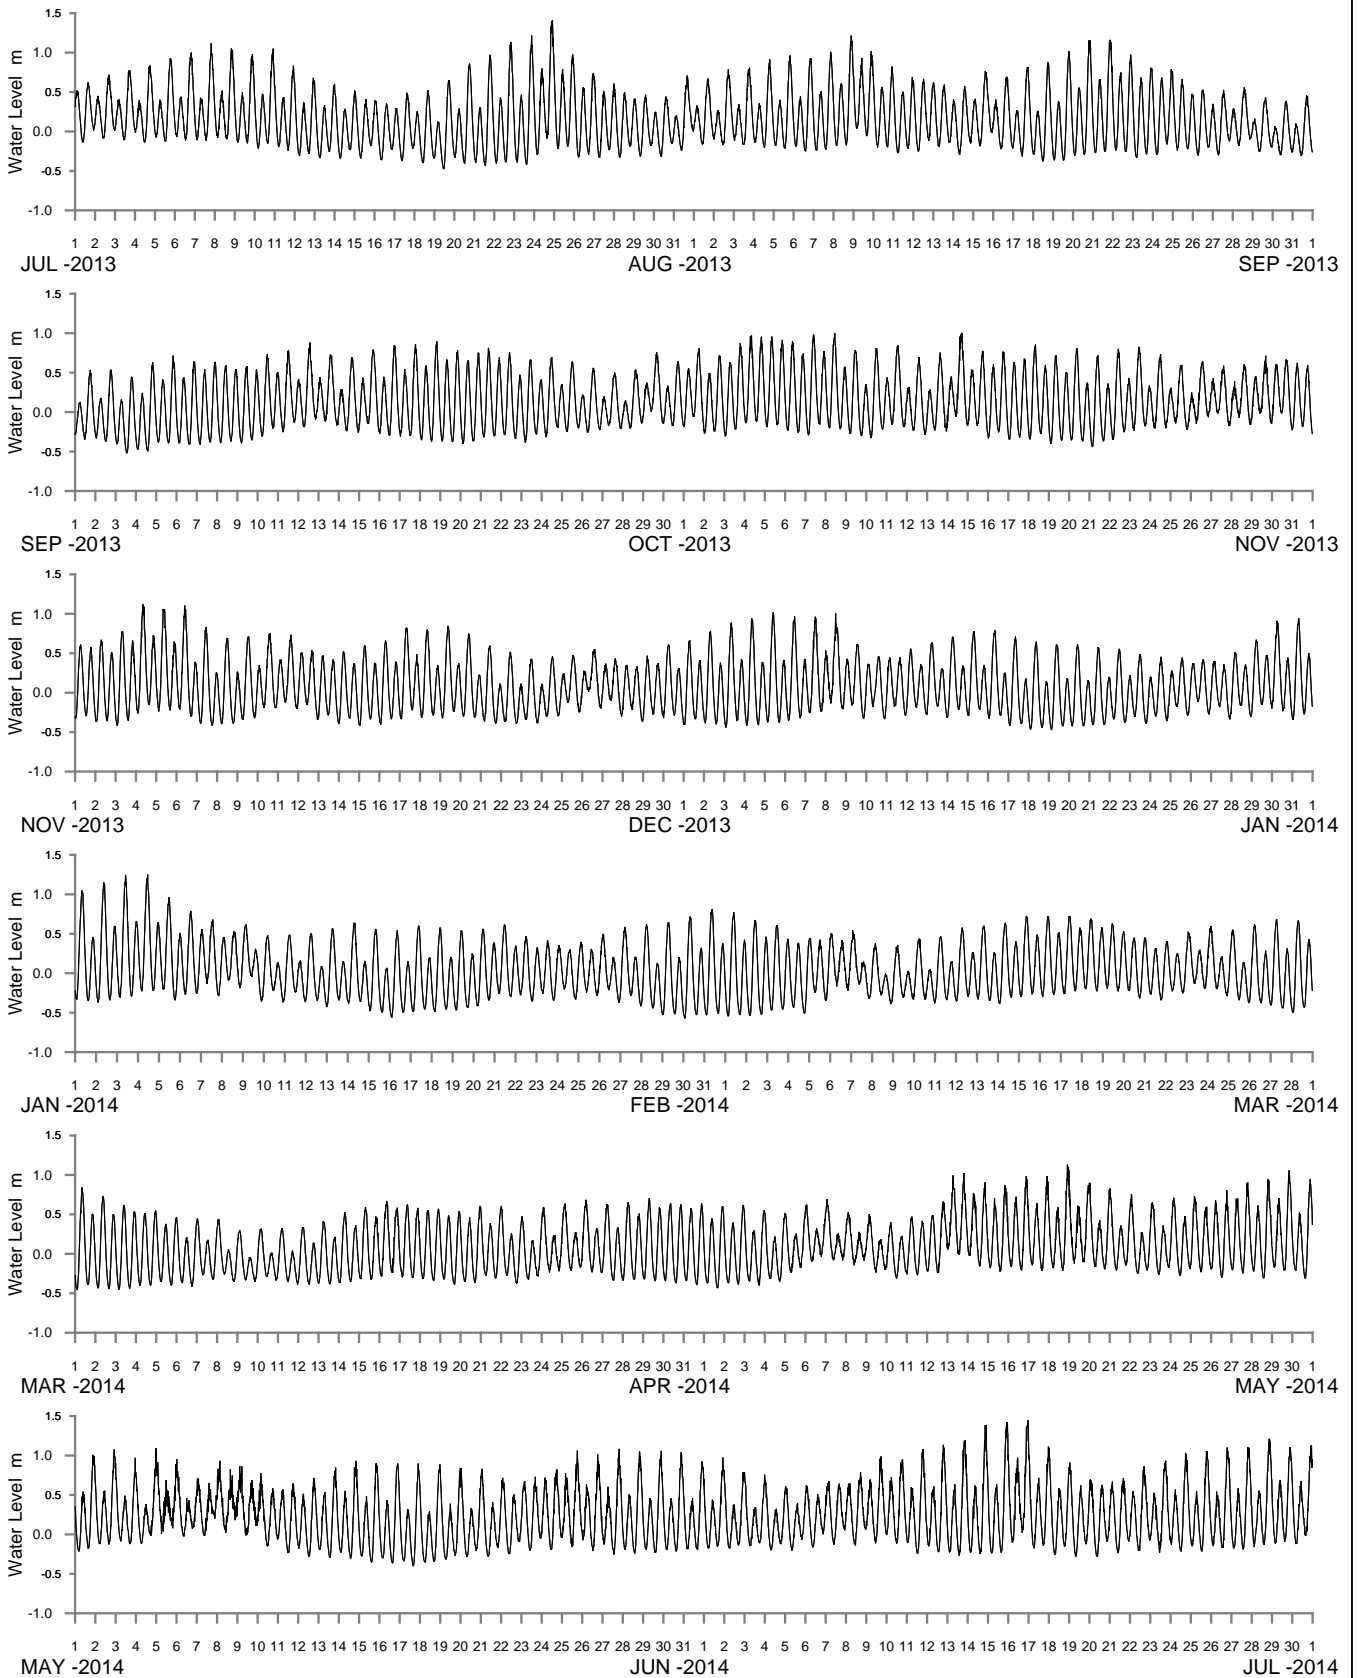 1.5
1.0
0.5
0.0
-0.5
-1.0
Water Level m
1 2 3 4 5 6 7 8 9 10 11 12 13 14 15 16 17 18 19 20 21 22 23 24 25 26 27 28 29 30 31 1 2 3 4 5 6 7 8 9 10 11 12 13 14 15 16 17 18 19 20 21 22 23 24 25 26 27 28 29 30 31 1
JUL -2013 AUG -2013 SEP -2013
1.5
1.0
0.5
0.0
-0.5
-1.0
Water Level m
1 2 3 4 5 6 7 8 9 10 11 12 13 14 15 16 17 18 19 20 21 22 23 24 25 26 27 28 29 30 1 2 3 4 5 6 7 8 9 10 11 12 13 14 15 16 17 18 19 20 21 22 23 24 25 26 27 28 29 30 31 1
SEP -2013 OCT -2013 NOV -2013
1.5
1.0
0.5
0.0
-0.5
-1.0
Water Level m
1 2 3 4 5 6 7 8 9 10 11 12 13 14 15 16 17 18 19 20 21 22 23 24 25 26 27 28 29 30 1 2 3 4 5 6 7 8 9 10 11 12 13 14 15 16 17 18 19 20 21 22 23 24 25 26 27 28 29 30 31 1
NOV -2013 DEC -2013 JAN -2014
1.5
1.0
0.5
0.0
-0.5
-1.0
Water Level m
1 2 3 4 5 6 7 8 9 10 11 12 13 14 15 16 17 18 19 20 21 22 23 24 25 26 27 28 29 30 31 1 2 3 4 5 6 7 8 9 10 11 12 13 14 15 16 17 18 19 20 21 22 23 24 25 26 27 28 1
JAN -2014 FEB -2014 MAR -2014
1.5
1.0
0.5
0.0
-0.5
-1.0
Water Level m
1 2 3 4 5 6 7 8 9 10 11 12 13 14 15 16 17 18 19 20 21 22 23 24 25 26 27 28 29 30 31 1 2 3 4 5 6 7 8 9 10 11 12 13 14 15 16 17 18 19 20 21 22 23 24 25 26 27 28 29 30 1
MAR -2014 APR -2014 MAY -2014
1.5
1.0
0.5
0.0
-0.5
-1.0
Water Level m
1 2 3 4 5 6 7 8 9 10 11 12 13 14 15 16 17 18 19 20 21 22 23 24 25 26 27 28 29 30 31 1 2 3 4 5 6 7 8 9 10 11 12 13 14 15 16 17 18 19 20 21 22 23 24 25 26 27 28 29 30 1
MAY -2014 JUN -2014 JUL -2014